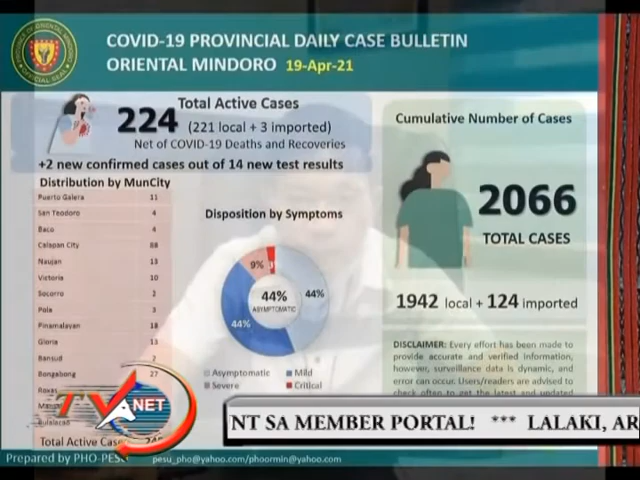 COVID-19 PROVINCIAL DAILY CASE BULLETIN
ORIENTAL MINDORO 19-Apr-21
Total Active Cases
224 (221 local + 3 imported)
Net of COVID-19 Deaths and Recoveries
+2 new confirmed cases out of 14 new test results
Distribution by MunCity
Puerto Galera 11
San Teodoro 4
Baco 4
Calapan City 88
Naujan 13
Victoria 10
Socorro 2
Pola 3
Pinamalayan 18
Gloria 13
Bansud 2
Bongabong 27
Roxas
Bulalacao
Total Active Cases
Disposition by Symptoms
9%
44%
44%
44%
ASYMPTOMATIC
Asymptomatic Mild
Severe Critical
Cumulative Number of Cases
2066
TOTAL CASES
1942 local + 124 imported
DISCLAIMER: Every effort has been made to
provide accurate and verified information,
however, surveillance data is dynamic, and
error can occur. Users/readers are advised to
check often to get the latest and updated
TV NET
NT SA MEMBER PORTAL! *** LALAKI, AR
Prepared by PHO-PESU pesu_pho@yahoo.com/phoormin@yahoo.com